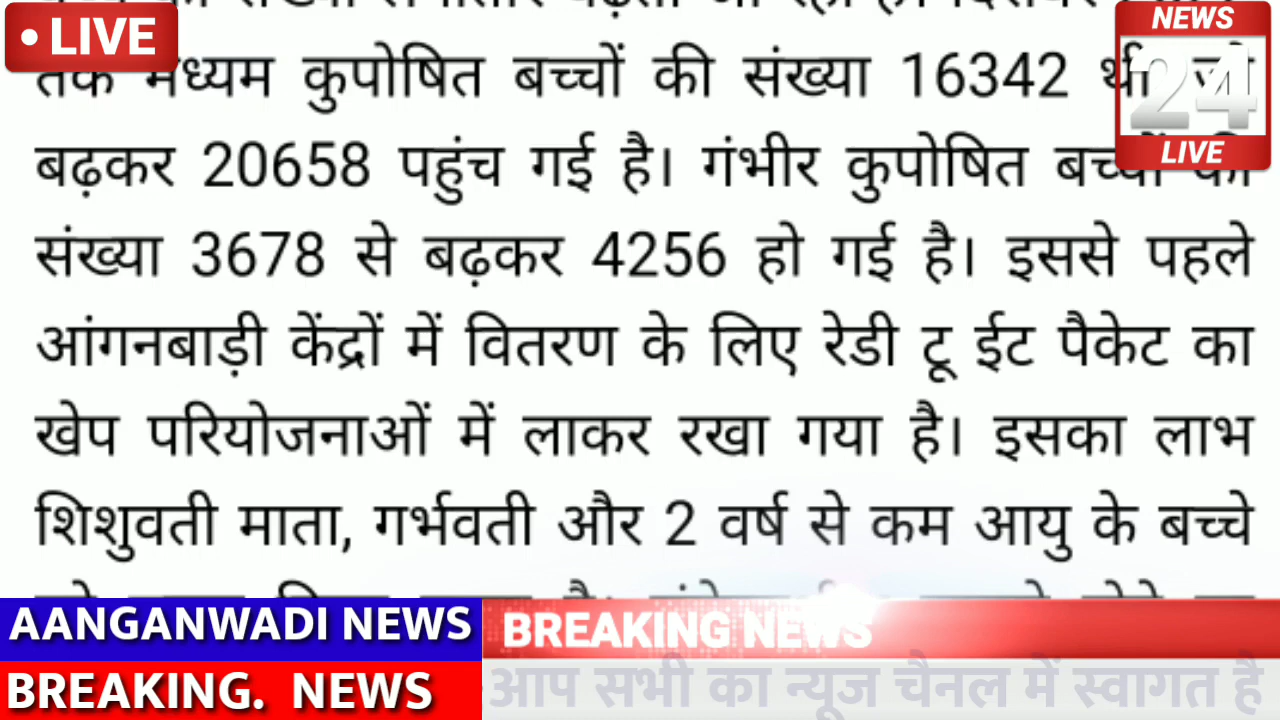 • LIVE
NEWS
24
LIVE
तक मध्यम कुपोषित बच्चों की संख्या 16342 थी जो
बढ़कर 20658 पहुंच गई है। गंभीर कुपोषित बच्चों की
संख्या 3678 से बढ़कर 4256 हो गई है। इससे पहले
आंगनबाड़ी केंद्रों में वितरण के लिए रेडी टू ईट पैकेट का
खेप परियोजनाओं में लाकर रखा गया है। इसका लाभ
शिशुवती माता, गर्भवती और 2 वर्ष से कम आयु के बच्चे
AANGANWADI NEWS
BREAKING NEWS
BREAKING. NEWS
आप सभी का न्यूज चैनल में स्वागत है